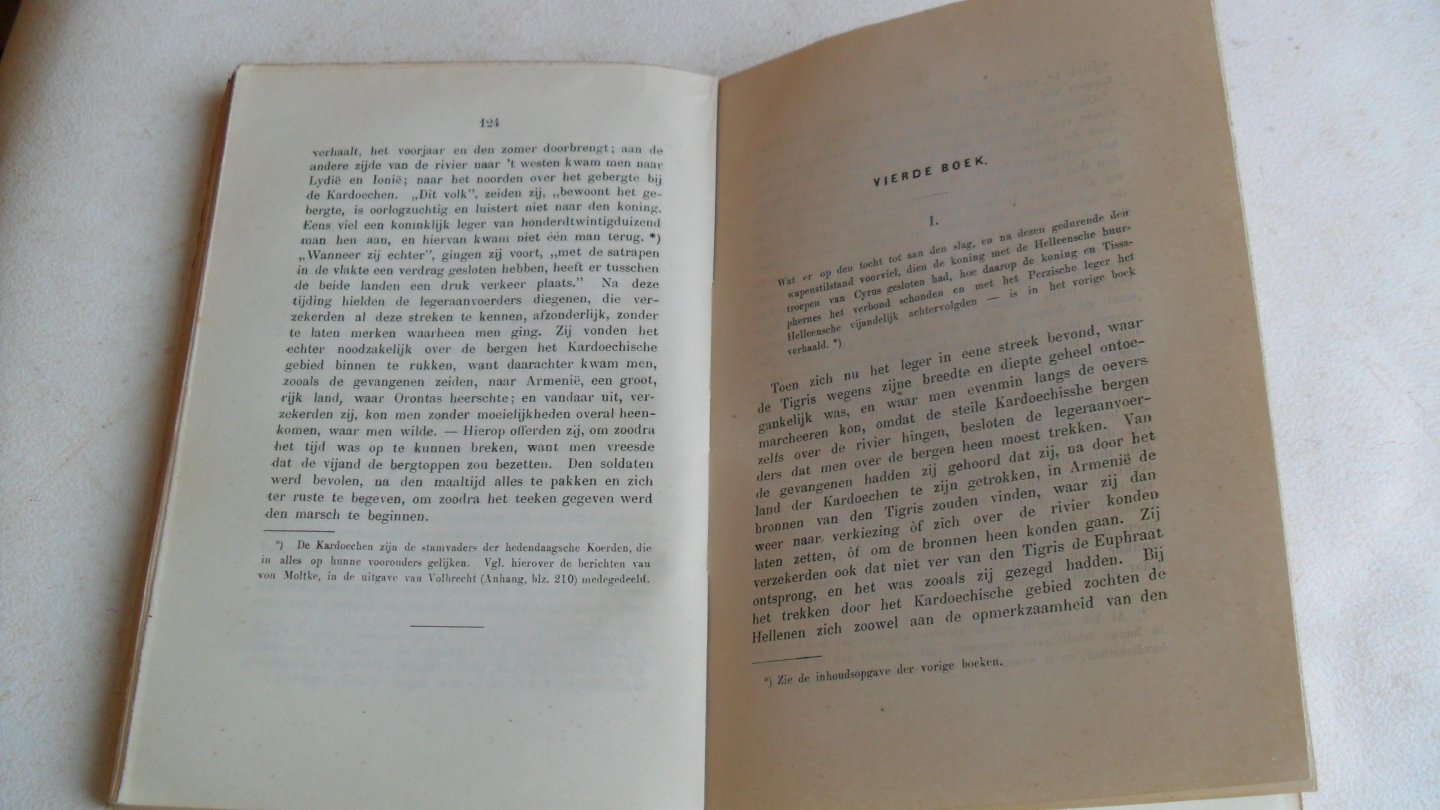 124
verhaalt, het voorjaar en den zomer doorbrengt; aan de
andere zijde van de rivier naar 't westen kwam men naar
Lydië en Ionië; naar het noorden over het gebergte bij
de Kardoechen. „Dit volk”, zeiden zij, „bewoont het ge-
bergte, is oorlogzuchtig en luistert niet naar den koning.
Eens viel een koninklijk leger van honderdtwintigduizend
man hen aan, en hiervan kwam niet één man terug. *)
„Wanneer zij echter”, gingen zij voort, „met de satrapen
in de vlakte een verdrag gesloten hebben, heeft er tusschen
de beide landen een druk verkeer plaats.” Na deze
tijding hielden de legeraanvoerders diegenen, die ver-
zekerden al deze streken te kennen, afzonderlijk, zonder
te laten merken waarheen men ging. Zij vonden het
echter noodzakelijk over de bergen het Kardoechische
gebied binnen te rukken, want daarachter kwam men,
zooals de gevangenen zeiden, naar Armenië, een groot,
rijk land, waar Orontas heerschte; en vandaar uit, ver-
zekerden zij, kon men zonder moeielijkheden overal heen-
komen, waar men wilde. — Hierop offerden zij, om zoodra
het tijd was op te kunnen breken, want men vreesde
dat de vijand de bergtoppen zou bezetten. Den soldaten
werd bevolen, na den maaltijd alles te pakken en zich
ter ruste te begeven, om zoodra het teeken gegeven werd
den marsch te beginnen.
*) De Kardoechen zijn de stamvaders der hedendaagsche Koerden, die
in alles op hunne voorouders gelijken. Vgl. hierover de berichten van
von Moltke, in de uitgave van Volbrecht (Anhang, blz. 210) medegedeeld.
VIERDE BOEK.
I.
Wat er op den tocht tot aan den slag, en na dezen gedurende den
wapenstilstand voorviel, dien de koning met de Helleensche huur-
troepen van Cyrus gesloten had, hoe daarop de koning en Tissa-
phernes het verbond schonden en met het Perzische leger het
Helleensche vijandelijk achtervolgden — is in het vorige boek
verhaald. *)
Toen zich nu het leger in eene streek bevond, waar
de Tigris wegens zijne breedte en diepte geheel ontoe-
gankelijk was, en waar men evenmin langs de oevers
marcheeren kon, omdat de steile Kardoechisshe bergen
zelfs over de rivier hingen, besloten de legeraanvoer-
ders dat men over de bergen heen moest trekken. Van
de gevangenen hadden zij gehoord dat zij, na door het
land der Kardoechen te zijn getrokken, in Armenië de
bronnen van den Tigris zouden vinden, waar zij dan
weer naar verkiezing òf zich over de rivier konden
laten zetten, òf om de bronnen heen konden gaan. Zij
verzekerden ook dat niet ver van den Tigris de Euphraat
ontsprong, en het was zooals zij gezegd hadden. Bij
het trekken door het Kardoechische gebied zochten de
Hellenen zich zoowel aan de opmerkzaamheid van den
*) Zie de inhoudsopgave der vorige boeken.